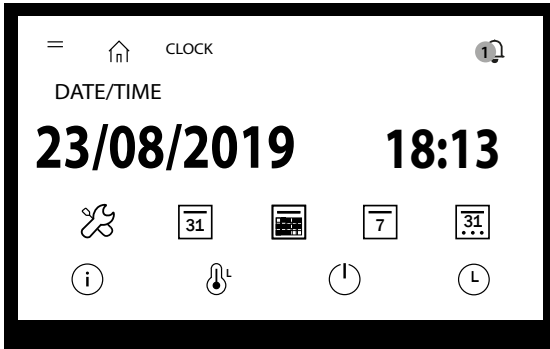 CLOCK
1
DATE/TIME
23/08/2019 18:13
31 7 31
i L L